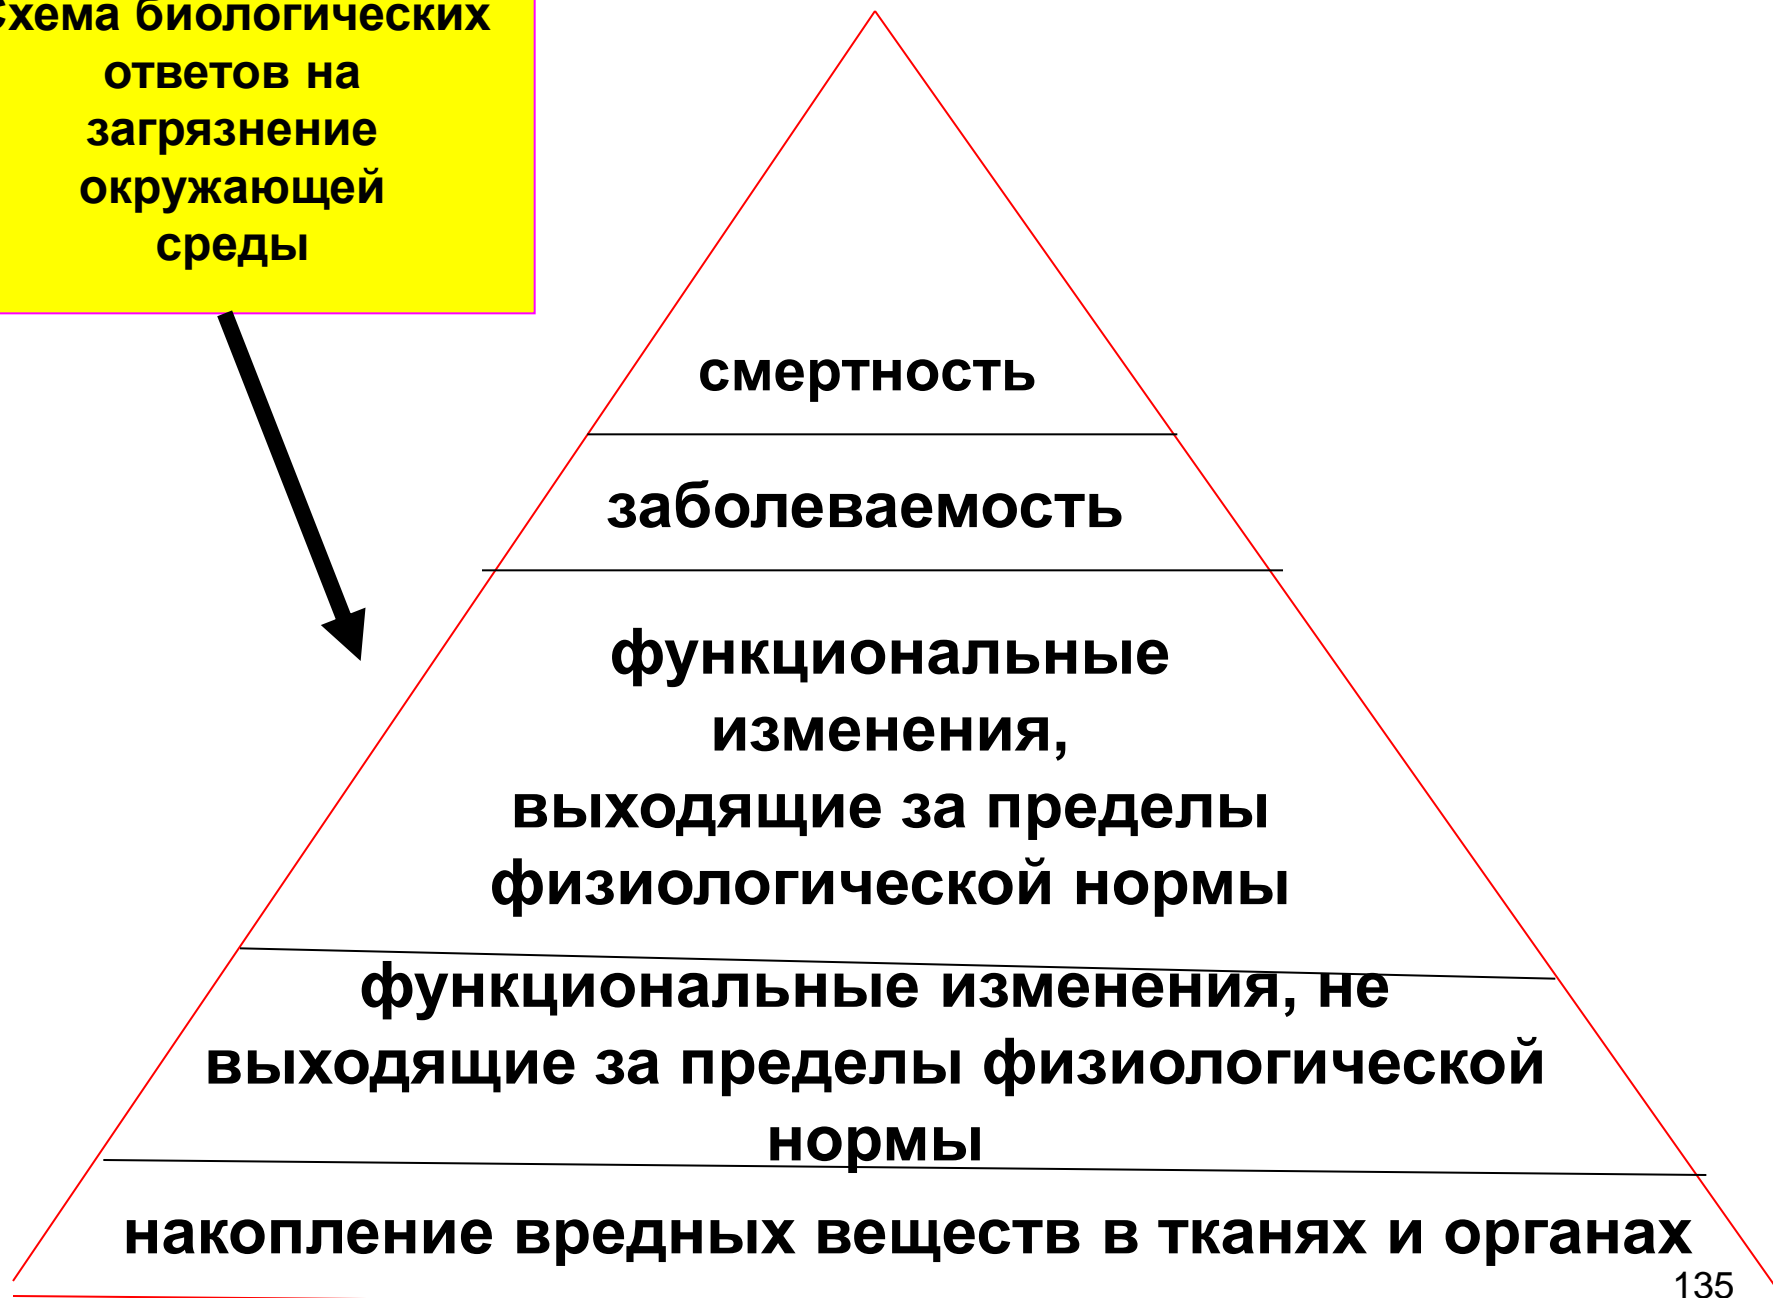 Схема биологических
ответов на
загрязнение
окружающей
среды
смертность
заболеваемость
функциональные
изменения,
выходящие за пределы
физиологической нормы
функциональные изменения, не
выходящие за пределы физиологической
нормы
накопление вредных веществ в тканях и органах
135